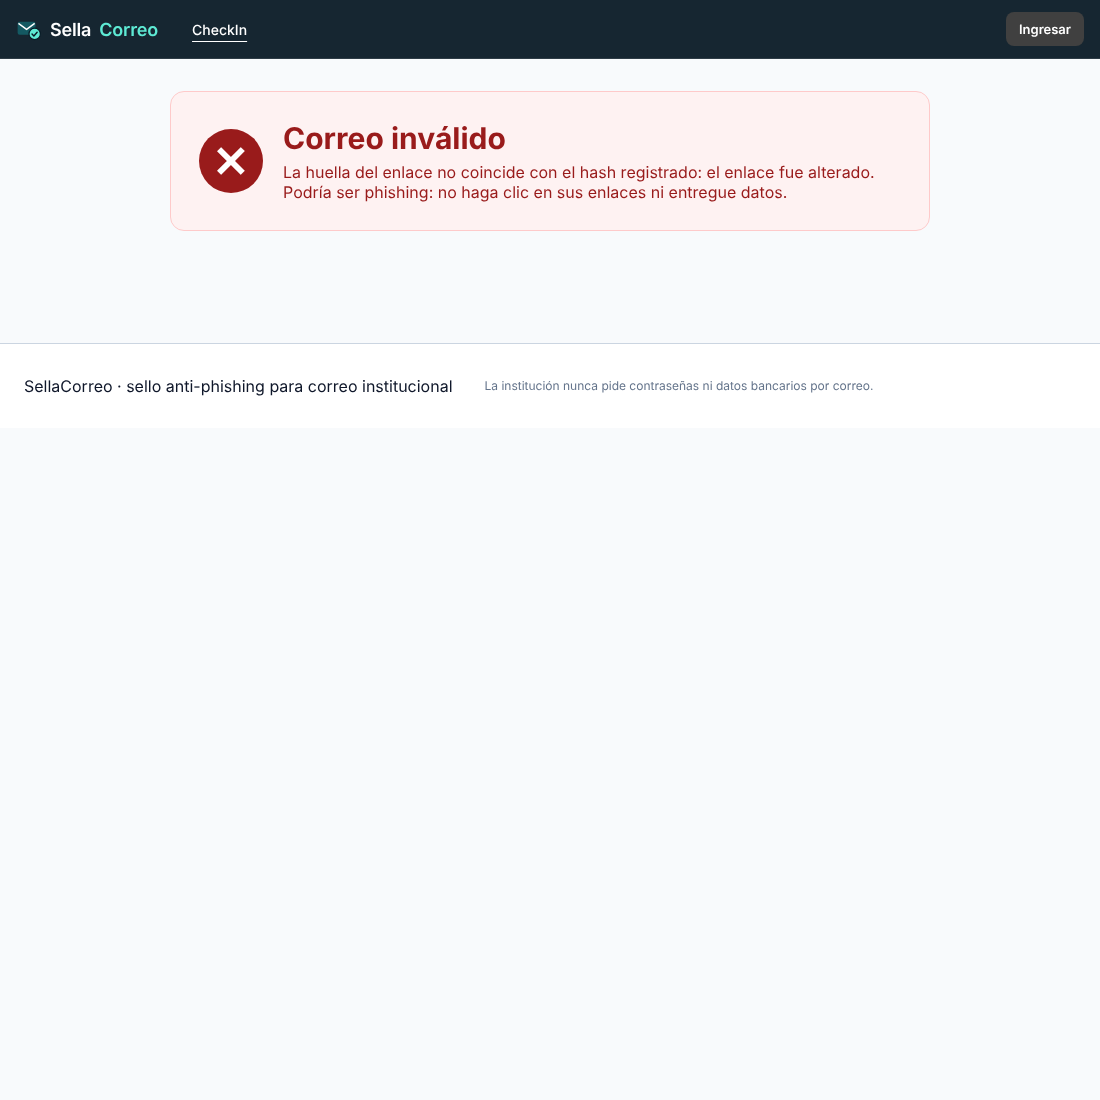 Sella Correo
CheckIn
Ingresar
Correo inválido
La huella del enlace no coincide con el hash registrado: el enlace fue alterado.
Podría ser phishing: no haga clic en sus enlaces ni entregue datos.
SellaCorreo · sello anti-phishing para correo institucional
La institución nunca pide contraseñas ni datos bancarios por correo.